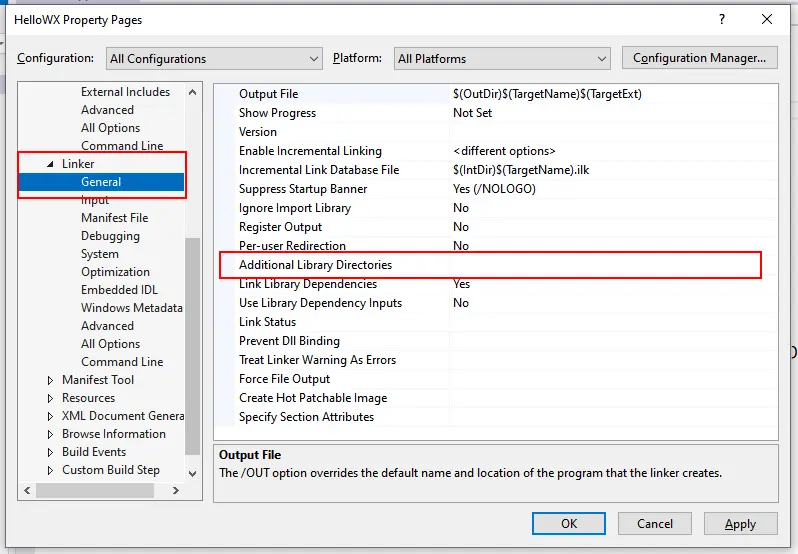 HelloWX Property Pages ? ×
Configuration: All Configurations Platform: All Platforms Configuration Manager...
External Includes
Advanced
All Options
Command Line
Linker
General
Input
Manifest File
Debugging
System
Optimization
Embedded IDL
Windows Metadata
Advanced
All Options
Command Line
Manifest Tool
Resources
XML Document Genera
Browse Information
Build Events
Custom Build Step
Output File $(OutDir)$(TargetName)$(TargetExt)
Show Progress Not Set
Version
Enable Incremental Linking <different options>
Incremental Link Database File $(IntDir)$(TargetName).ilk
Suppress Startup Banner Yes (/NOLOGO)
Ignore Import Library No
Register Output No
Per-user Redirection No
Additional Library Directories
Link Library Dependencies Yes
Use Library Dependency Inputs No
Link Status
Prevent Dll Binding
Treat Linker Warning As Errors
Force File Output
Create Hot Patchable Image
Specify Section Attributes
Output File
The /OUT option overrides the default name and location of the program that the linker creates.
OK Cancel Apply